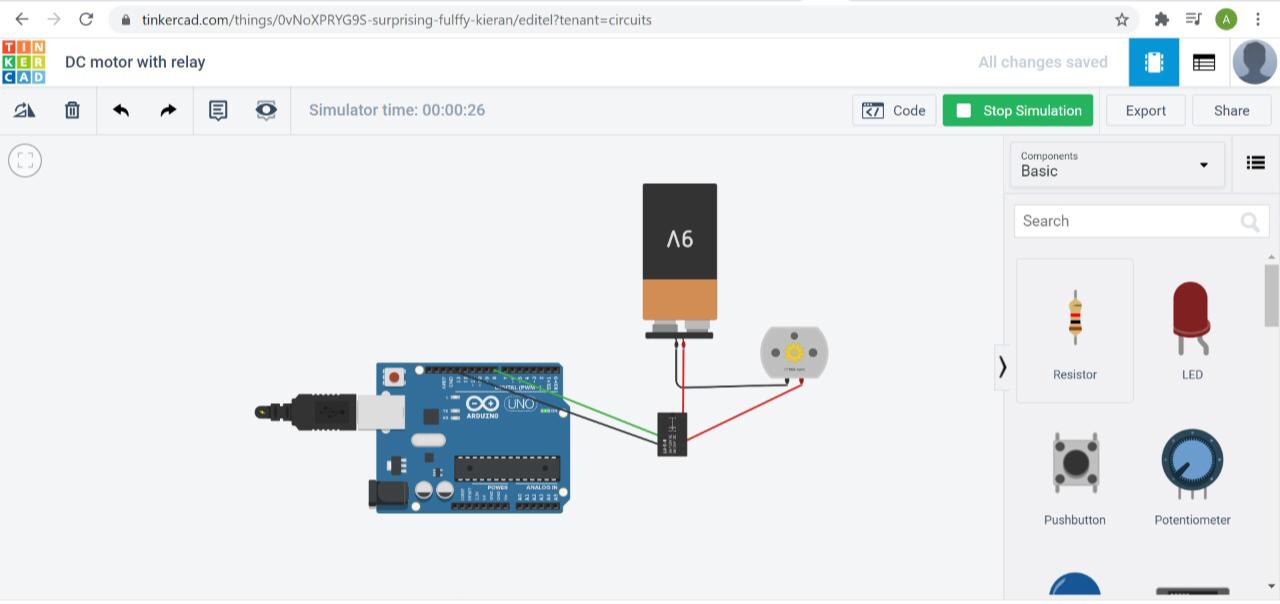 tinkercad.com/things/0vNoXPRYG9S-surprising-fulffy-kieran/editel?tenant=circuits
A
TIN
KER
CAD
DC motor with relay
All changes saved
Simulator time: 00:00:26
Code
Stop Simulation
Export
Share
Components
Basic
Search
9V
Resistor
LED
DIGITAL (PWM
UNO
ARDUINO
POWER
ANALOG IN
Pushbutton
Potentiometer